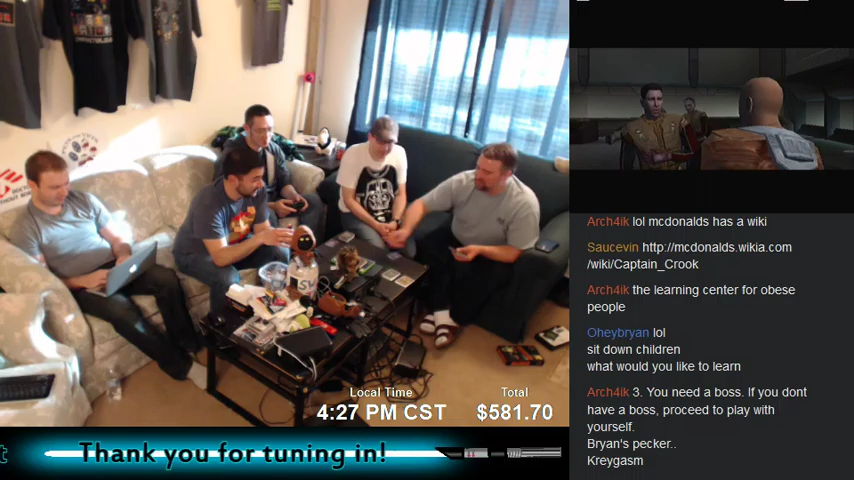 Arch4ik lol mcdonalds has a wiki
Saucevin http://mcdonalds.wikia.com
/wiki/Captain_Crook
Arch4ik the learning center for obese
people
Oheybryan lol
sit down children
what would you like to learn
Arch4ik 3. You need a boss. If you dont
have a boss, proceed to play with
yourself.
Bryan's pecker..
Kreygasm
Local Time
4:27 PM CST
Total
$581.70
t
Thank you for tuning in!
SW